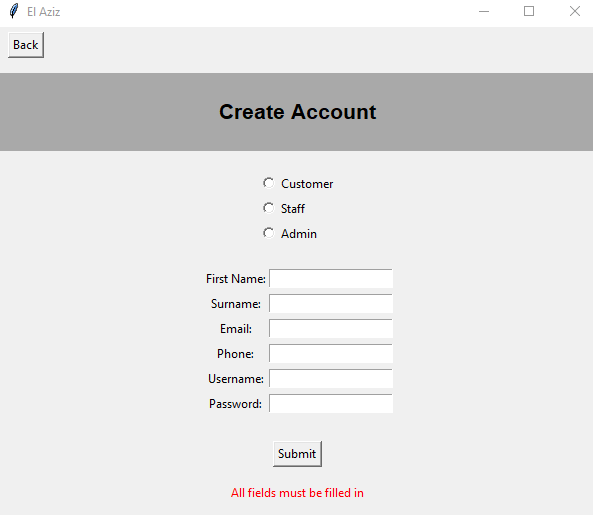 El Aziz
Back
Create Account
Customer
Staff
Admin
First Name:
Surname:
Email:
Phone:
Username:
Password:
Submit
All fields must be filled in